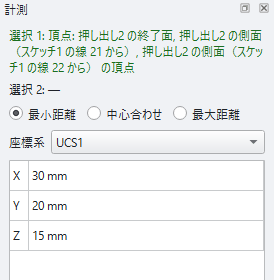 計測
選択 1: 頂点: 押し出し2 の終了面, 押し出し2 の側面
（スケッチ1 の線 21 から）, 押し出し2 の側面（スケッ
チ1 の線 22 から） の頂点
選択 2: —
最小距離 中心合わせ 最大距離
座標系 UCS1
X 30 mm
Y 20 mm
Z 15 mm